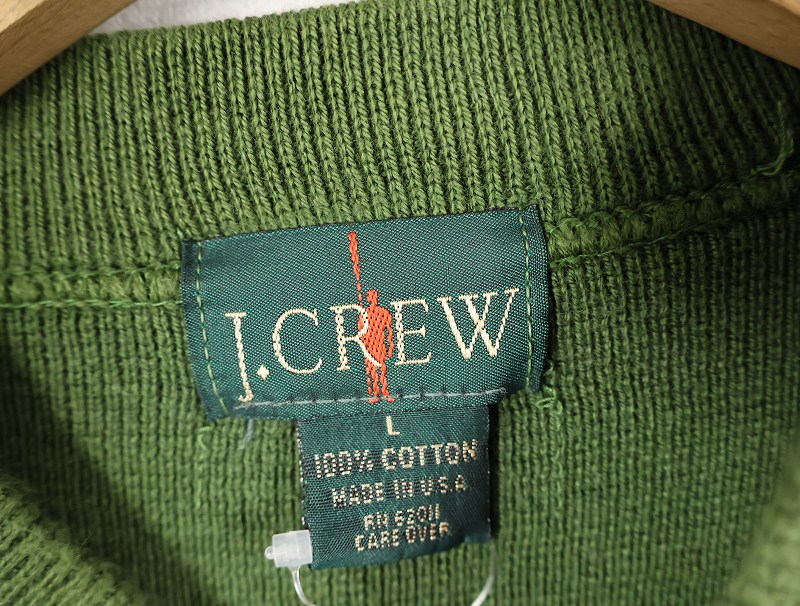 J.CREW
L
100% COTTON
MADE IN U.S.A
RN 62011
CARE OVER